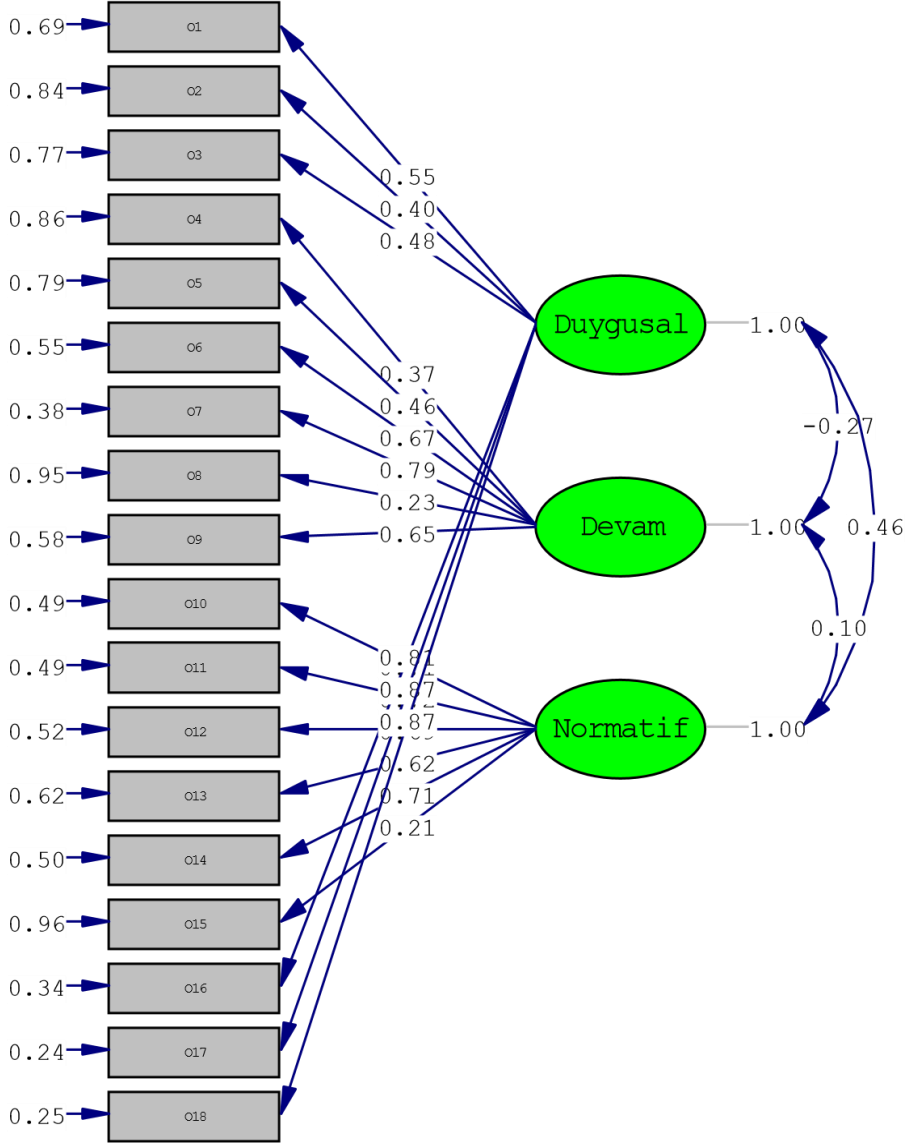 0.69 o1
0.84 o2
0.77 o3
0.86 o4
0.79 o5
0.55 o6
0.38 o7
0.95 o8
0.58 o9
0.49 o10
0.49 o11
0.52 o12
0.62 o13
0.50 o14
0.96 o15
0.34 o16
0.24 o17
0.25 o18
0.55
0.40
0.48
0.37
0.46
0.67
0.79
0.23
0.65
0.81
0.87
0.87
0.62
0.71
0.21
Duygusal 1.00
Devam 1.00
Normatif 1.00
-0.27
0.46
0.10